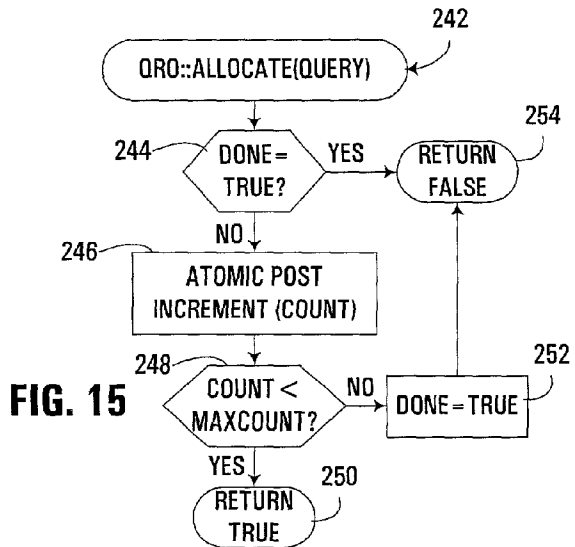 242
QRO::ALLOCATE(QUERY)
244
DONE=
TRUE?
YES
254
RETURN
FALSE
NO
246
ATOMIC POST
INCREMENT (COUNT)
248
COUNT <
MAXCOUNT?
NO
252
DONE=TRUE
FIG. 15
YES
250
RETURN
TRUE